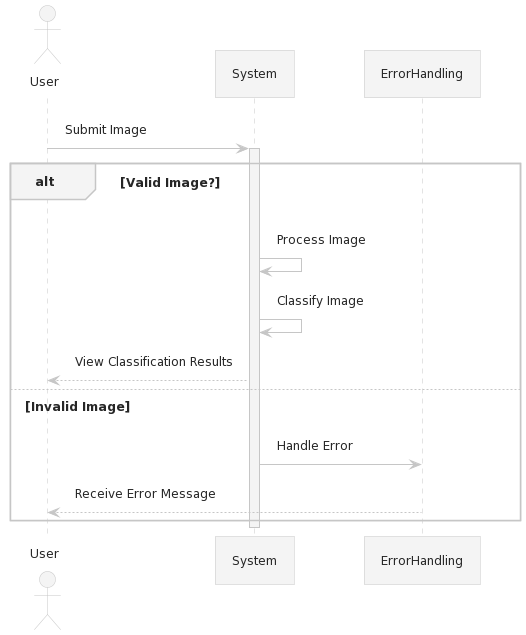 User
System
ErrorHandling
Submit Image
alt
[Valid Image?]
Process Image
Classify Image
View Classification Results
[Invalid Image]
Handle Error
Receive Error Message
User
System
ErrorHandling